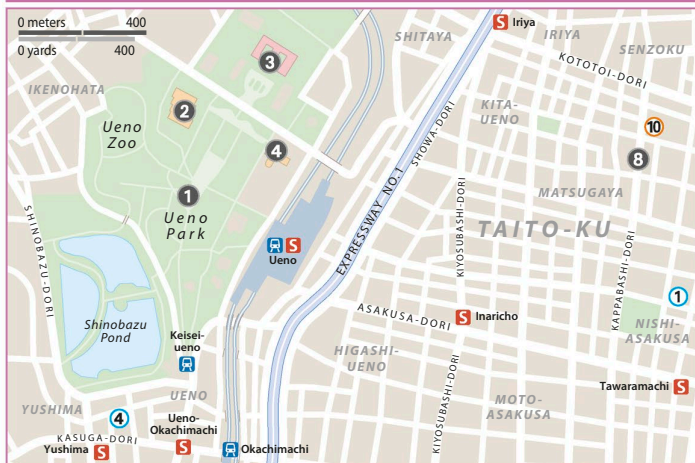 0 meters 400
0 yards 400
SHITAYA
S Iriya
IRIYA
SENZOKU
KOTOTOI-DORI
IKENOHATA
3
2
Ueno
Zoo
KITA-
UENO
SHOWA-DORI
10
8
4
1
Ueno
Park
MATSUGAYA
EXPRESSWAY NO.1
TAITO-KU
SHINOBAZU-DORI
KIYOSUBASHI-DORI
KAPPABASHI-DORI
S
Ueno
1
Shinobazu
Pond
ASAKUSA-DORI
S Inaricho
NISHI-
ASAKUSA
Keisei-
ueno
HIGASHI-
UENO
Tawaramachi S
UENO
KIYOSUBASHI-DORI
MOTO-
ASAKUSA
YUSHIMA
4
Ueno-
Okachimachi
KASUGA-DORI
Yushima S
S
Okachimachi